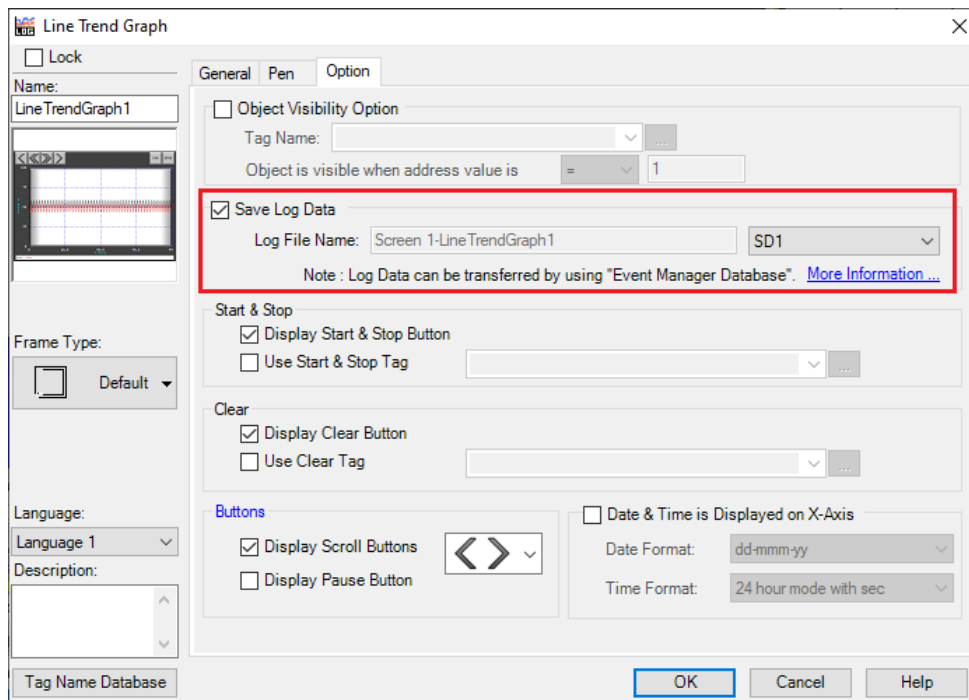 Line Trend Graph
Lock
Name:
LineTrendGraph1
Frame Type:
Default
Language:
Language 1
Description:
Tag Name Database
General Pen Option
Object Visibility Option
Tag Name: ...
Object is visible when address value is = 1
Save Log Data
Log File Name: Screen 1-LineTrendGraph1 SD1
Note : Log Data can be transferred by using "Event Manager Database". More Information ...
Start & Stop
Display Start & Stop Button
Use Start & Stop Tag ...
Clear
Display Clear Button
Use Clear Tag ...
Buttons
Display Scroll Buttons
Display Pause Button
Date & Time is Displayed on X-Axis
Date Format: dd-mmm-yy
Time Format: 24 hour mode with sec
OK Cancel Help